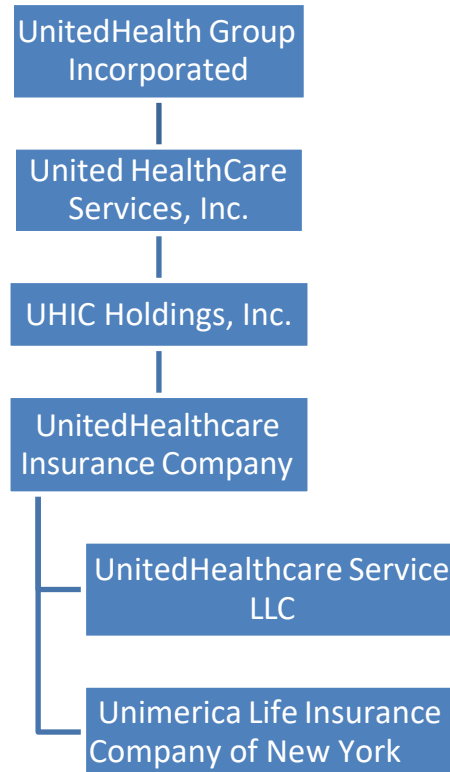 UnitedHealth Group
Incorporated
United HealthCare
Services, Inc.
UHIC Holdings, Inc.
UnitedHealthcare
Insurance Company
UnitedHealthcare Service
LLC
Unimerica Life Insurance
Company of New York